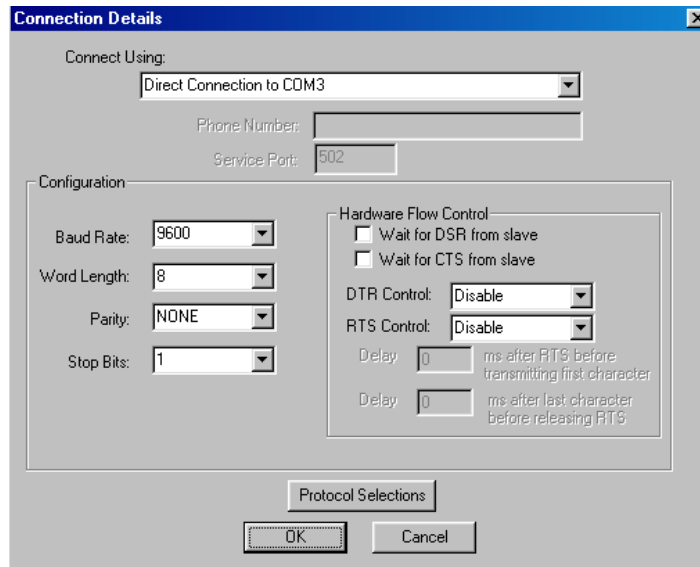 Connection Details
Connect Using:
Direct Connection to COM3
Phone Number:
Service Port: 502
Configuration
Baud Rate: 9600
Word Length: 8
Parity: NONE
Stop Bits: 1
Hardware Flow Control
Wait for DSR from slave
Wait for CTS from slave
DTR Control: Disable
RTS Control: Disable
Delay 0 ms after RTS before
transmitting first character
Delay 0 ms after last character
before releasing RTS
Protocol Selections
OK Cancel